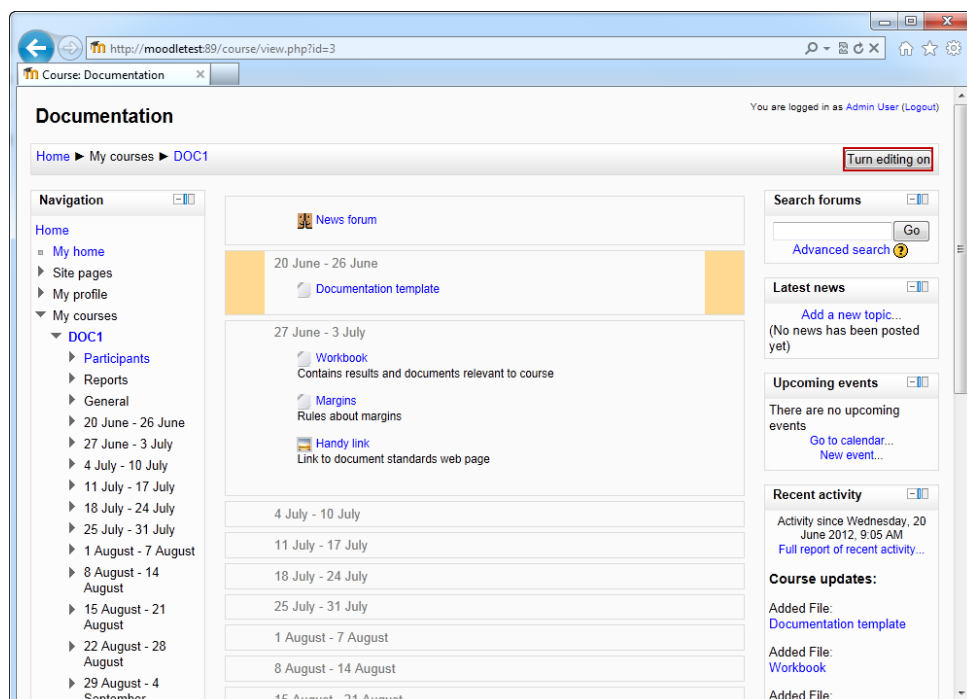 http://moodletest:89/course/view.php?id=3
Course: Documentation
Documentation
You are logged in as Admin User (Logout)
Home ► My courses ► DOC1
Turn editing on
Navigation
Home
My home
Site pages
My profile
My courses
DOC1
Participants
Reports
General
20 June - 26 June
27 June - 3 July
4 July - 10 July
11 July - 17 July
18 July - 24 July
25 July - 31 July
1 August - 7 August
8 August - 14
August
15 August - 21
August
22 August - 28
August
29 August - 4
September
News forum
20 June - 26 June
Documentation template
27 June - 3 July
Workbook
Contains results and documents relevant to course
Margins
Rules about margins
Handy link
Link to document standards web page
4 July - 10 July
11 July - 17 July
18 July - 24 July
25 July - 31 July
1 August - 7 August
8 August - 14 August
15 August - 21 August
Search forums
Go
Advanced search ?
Latest news
Add a new topic...
(No news has been posted
yet)
Upcoming events
There are no upcoming
events
Go to calendar...
New event...
Recent activity
Activity since Wednesday, 20
June 2012, 9:05 AM
Full report of recent activity...
Course updates:
Added File:
Documentation template
Added File:
Workbook
Added File: